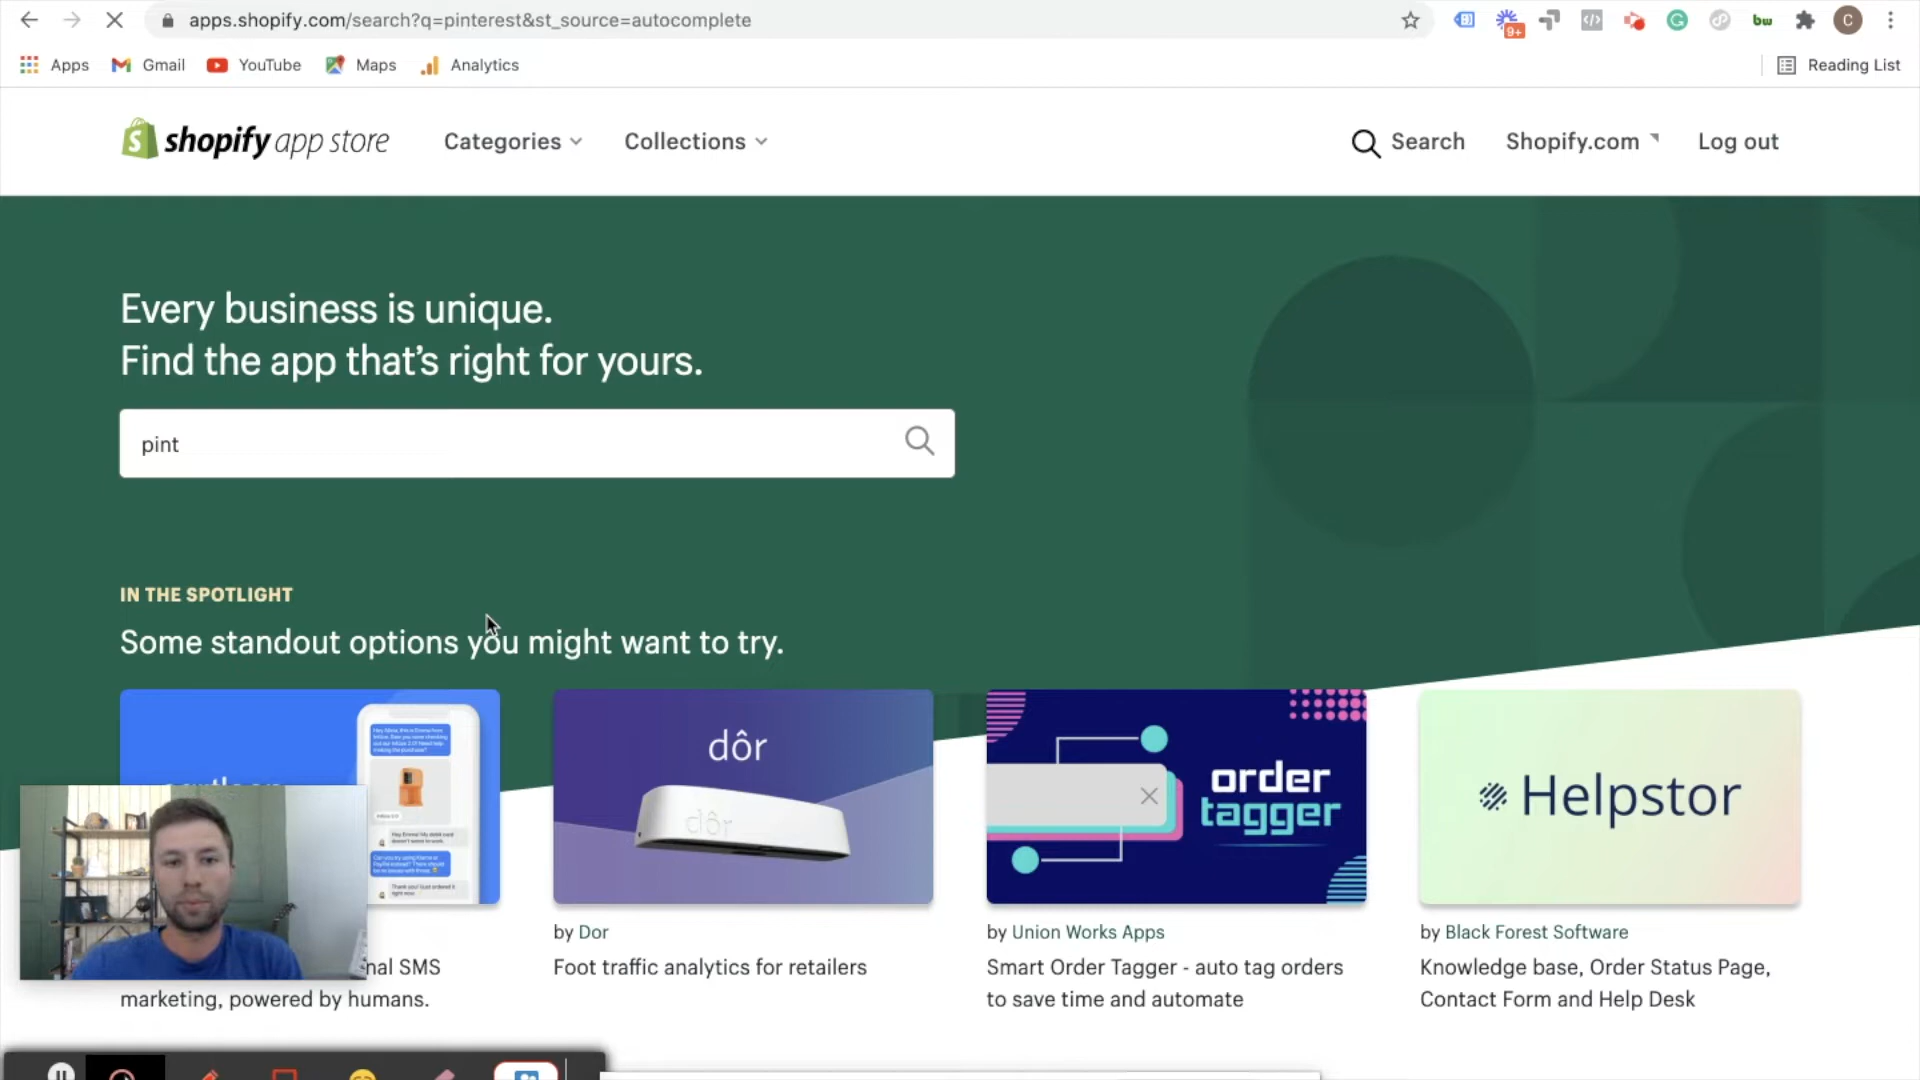 apps.shopify.com/search?q=pinterest&st_source=autocomplete
9+
bw
C
Apps
Gmail
YouTube
Maps
Analytics
Reading List
shopify app store
Categories
Collections
Search
Shopify.com
Log out
Every business is unique.
Find the app that's right for yours.
pint
IN THE SPOTLIGHT
Some standout options you might want to try.
dôr
dôr
order
tagger
Helpstor
by Dor
by Union Works Apps
by Black Forest Software
nal SMS
marketing, powered by humans.
Foot traffic analytics for retailers
Smart Order Tagger - auto tag orders
to save time and automate
Knowledge base, Order Status Page,
Contact Form and Help Desk